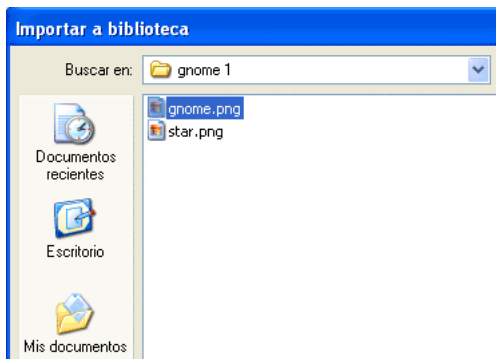 Importar a biblioteca
Buscar en: gnome 1
gnome.png
star.png
Documentos
recientes
Escritorio
Mis documentos